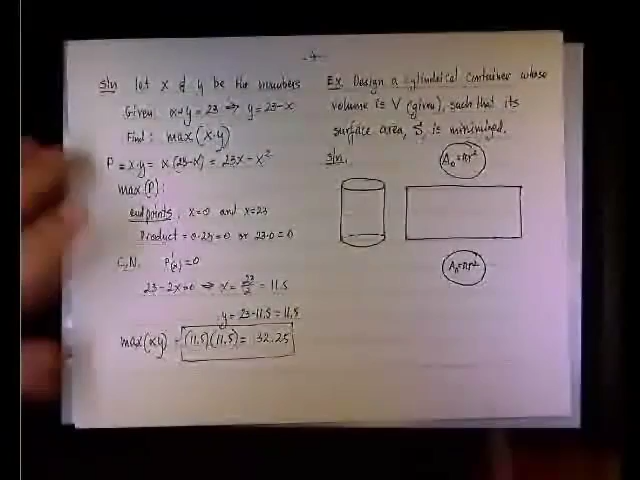 -4-
Soln let x & y be the numbers
Given: x+y=23 ⇒ y=23-x
Find: max(x·y)
P = x·y = x(23-x) = 23x - x²
max(P):
endpoints, x=0 and x=23
Product = 0·23=0 or 23·0=0
C.N. P'(x)=0
23-2x=0 ⇒ x = 23/2 = 11.5
y = 23-11.5 = 11.5
max(xy) = (11.5)(11.5) = 32.25
Ex. Design a cylindrical container whose
volume is V (given), such that its
surface area, S, is minimized.
Soln.
A₀=πr²
A₀=πr²